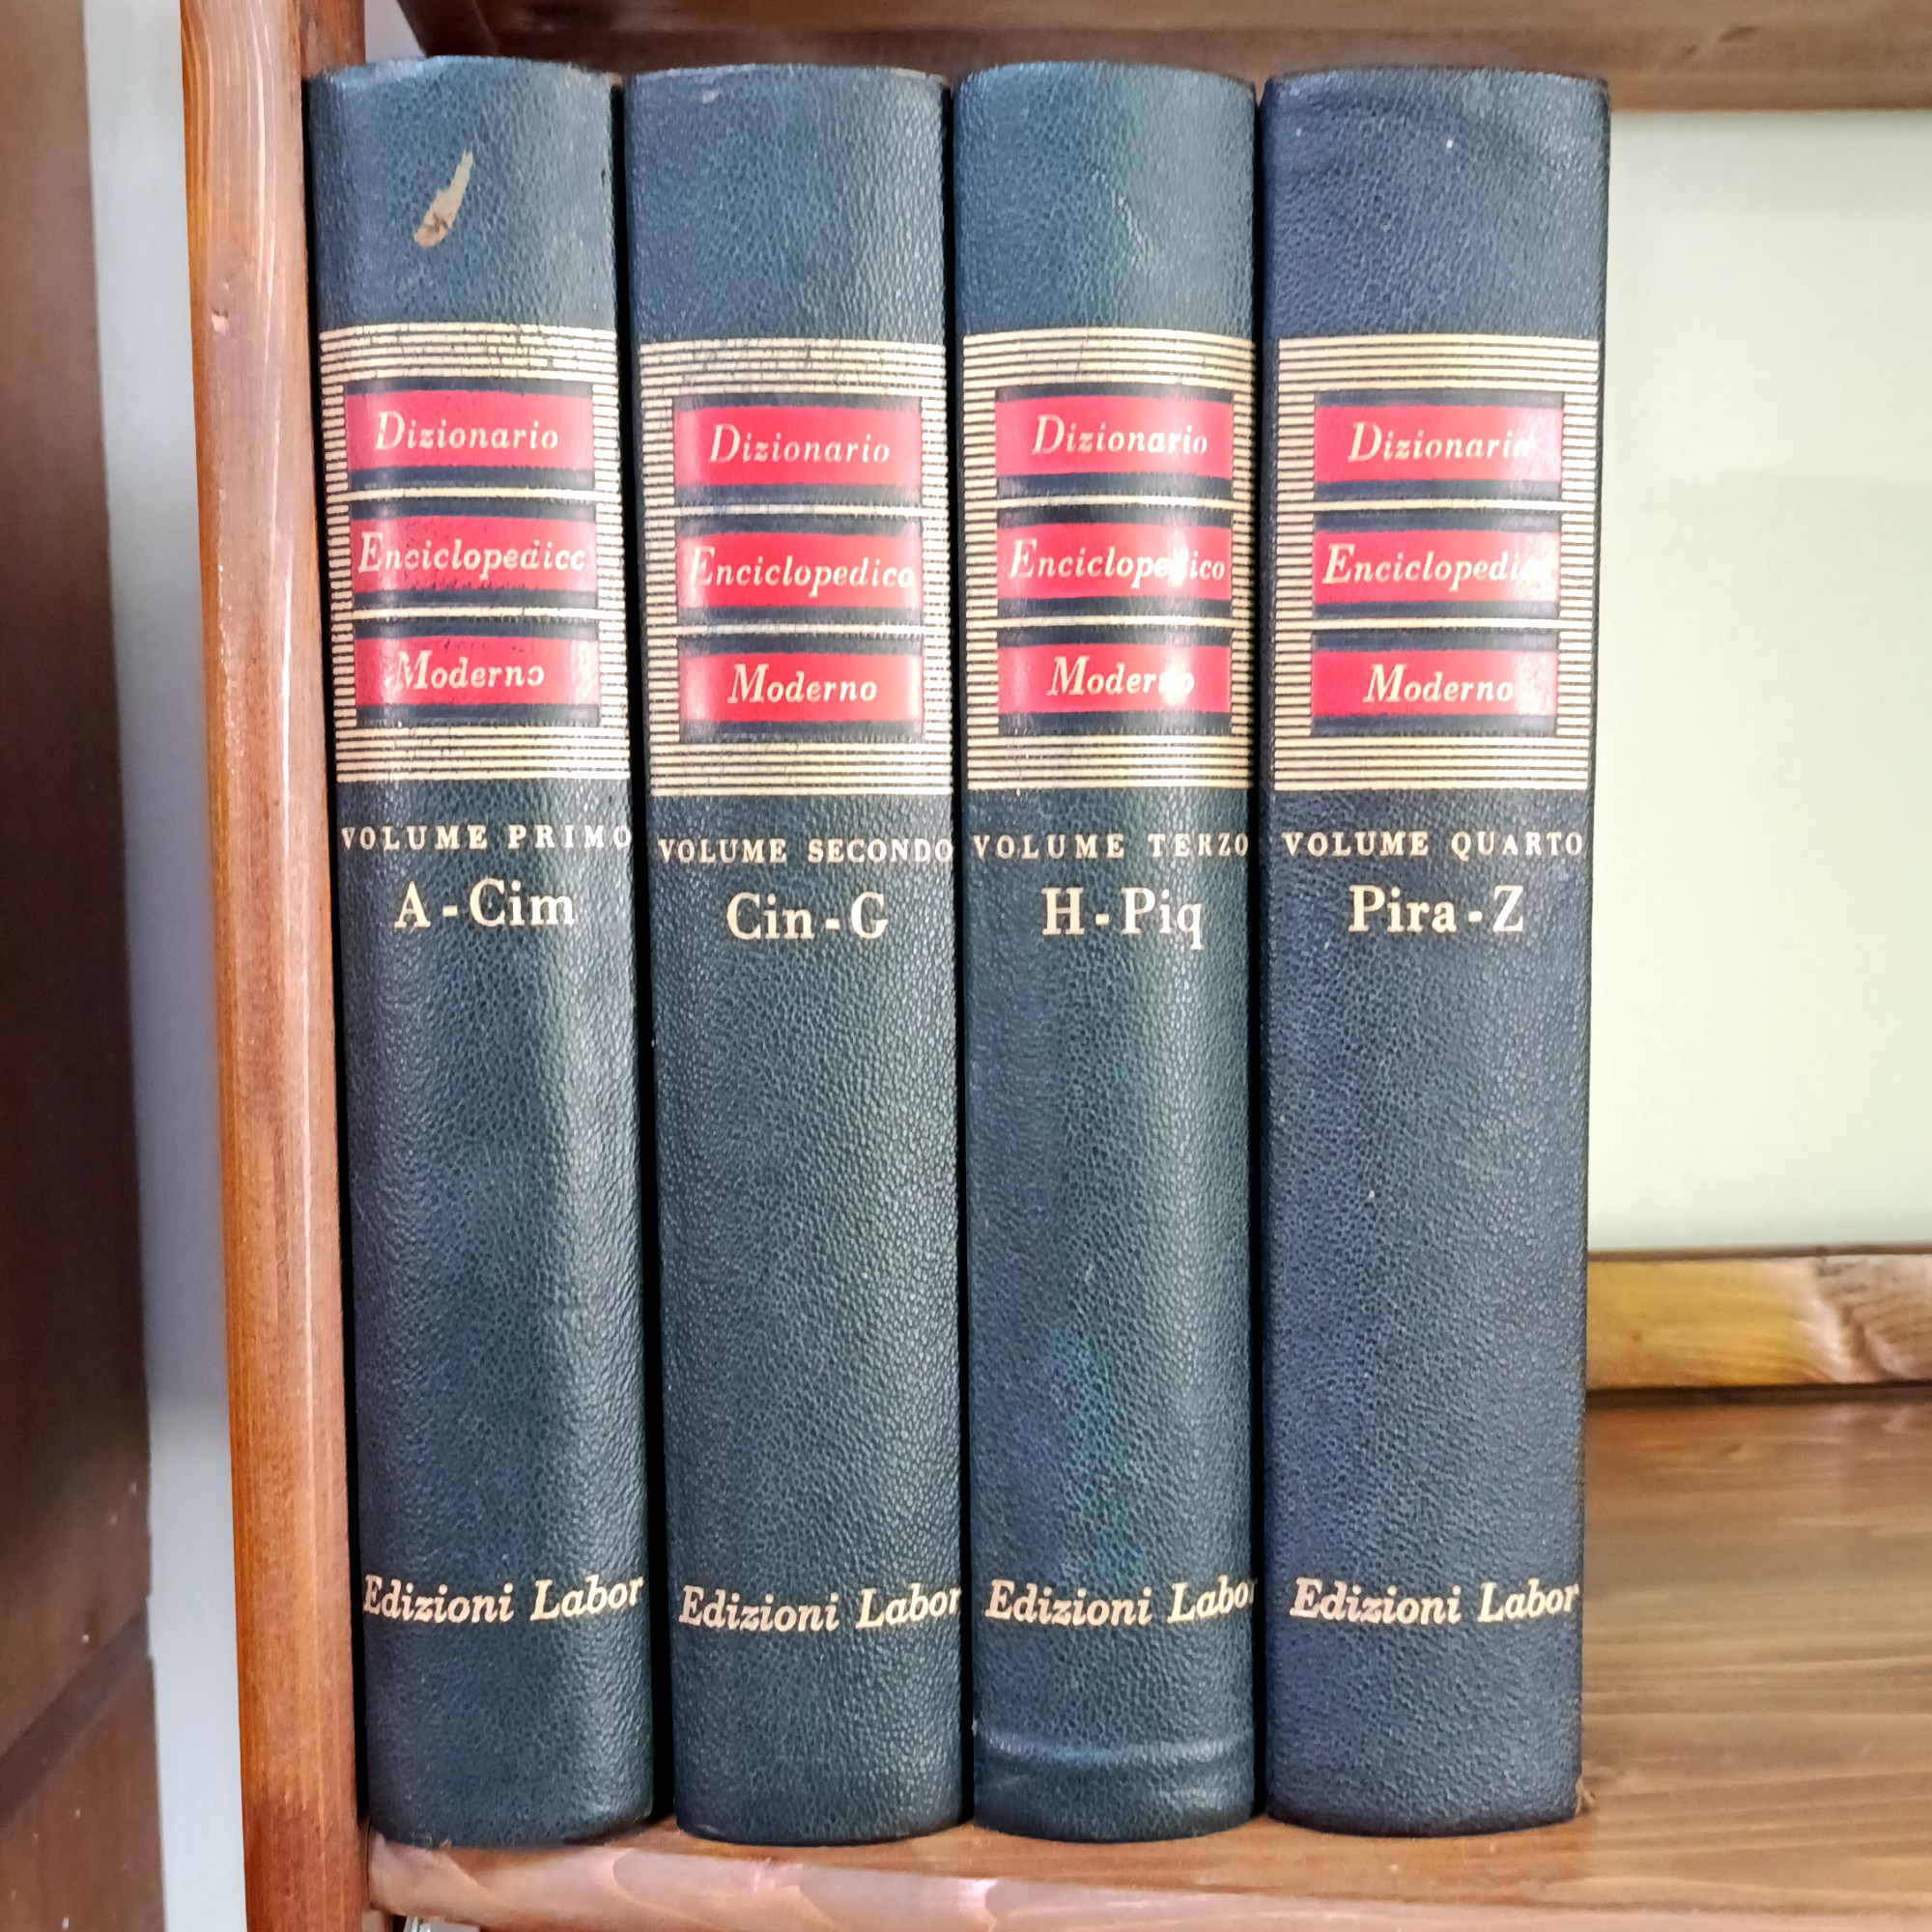 Dizionario
Enciclopedico
Moderno
VOLUME PRIMO
A-Cim
Edizioni Labor
Dizionario
Enciclopedico
Moderno
VOLUME SECONDO
Cin-G
Edizioni Labor
Dizionario
Enciclopedico
Moderno
VOLUME TERZO
H-Piq
Edizioni Labor
Dizionario
Enciclopedico
Moderno
VOLUME QUARTO
Pira-Z
Edizioni Labor